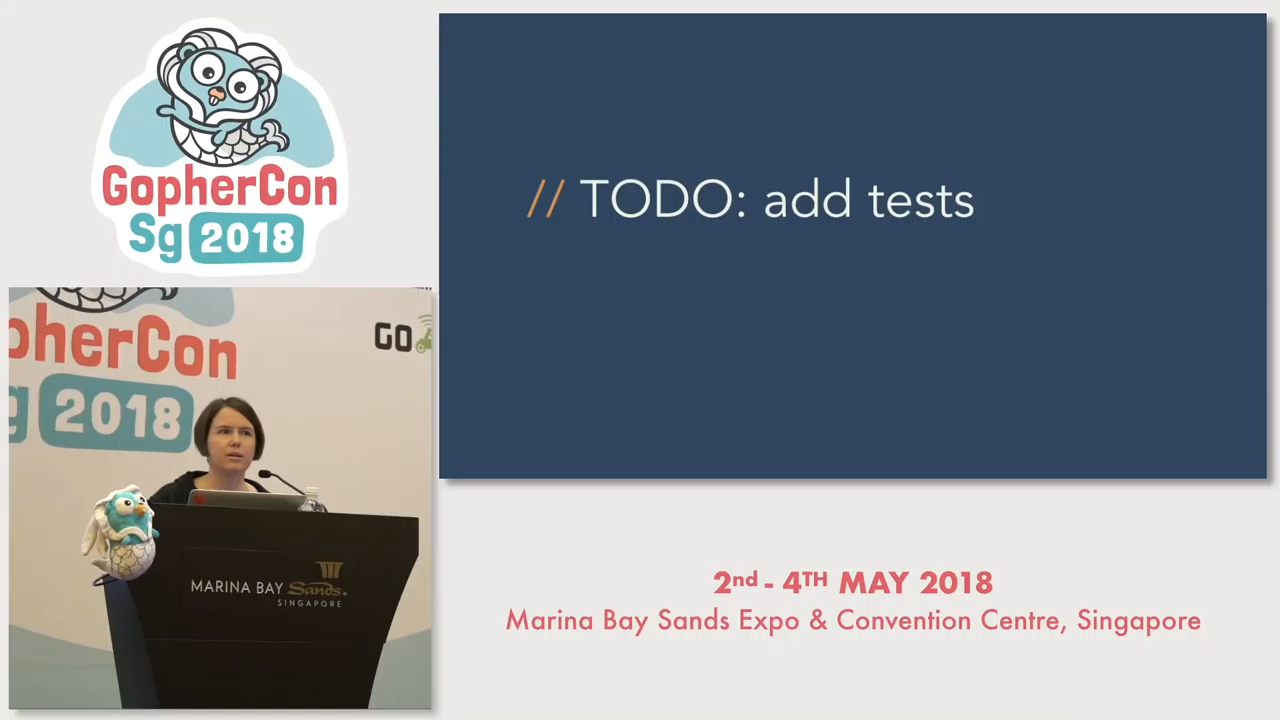 GopherCon
Sg 2018
// TODO: add tests
pherCon
g 2018
GO
MARINA BAY Sands
SINGAPORE
2nd - 4TH MAY 2018
Marina Bay Sands Expo & Convention Centre, Singapore